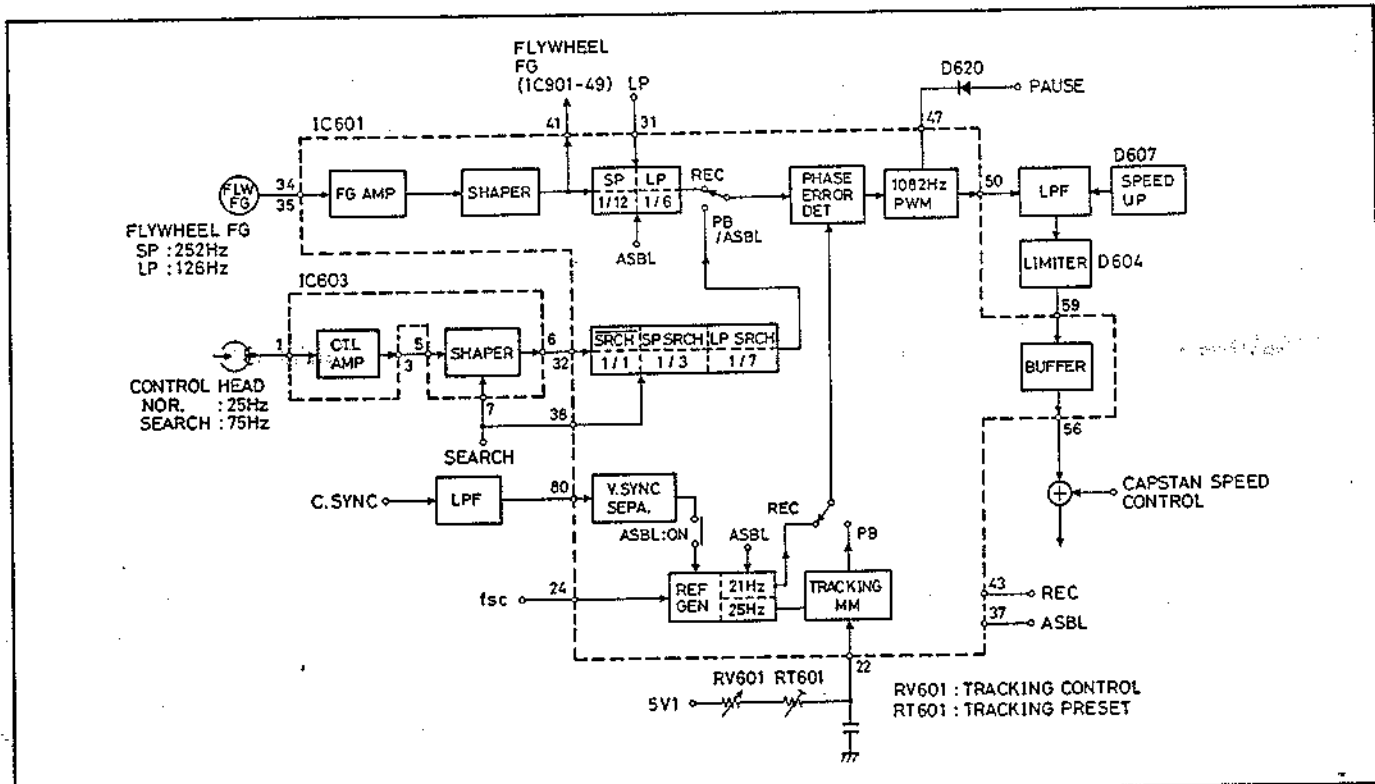 FLYWHEEL
FG
(IC901-49)
LP
D620
PAUSE
IC601
41
31
47
D607
FLW
FG
34
35
FG AMP
SHAPER
SP
LP
1/12
1/6
REC
PB
/ASBL
ASBL
PHASE
ERROR
DET
1082Hz
PWM
50
LPF
SPEED
UP
FLYWHEEL FG
SP : 252Hz
LP : 126Hz
LIMITER
D604
IC603
59
1
CTL
AMP
3
5
SHAPER
6
32
SRCH
SP SRCH
LP SRCH
1/1
1/3
1/7
BUFFER
CONTROL HEAD
NOR. : 25Hz
SEARCH : 75Hz
7
38
SEARCH
56
C.SYNC
LPF
80
V.SYNC
SEPA.
ASBL:ON
ASBL
REC
PB
CAPSTAN SPEED
CONTROL
fsc
24
REF
GEN
21Hz
25Hz
TRACKING
MM
43
REC
37
ASBL
22
RV601 RT601
5V1
RV601 : TRACKING CONTROL
RT601 : TRACKING PRESET